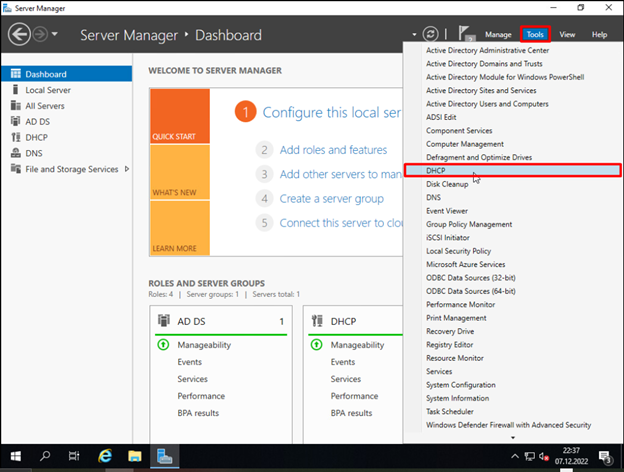 Server Manager
Server Manager ‣ Dashboard
Manage
Tools
View
Help
Dashboard
Local Server
All Servers
AD DS
DHCP
DNS
File and Storage Services
WELCOME TO SERVER MANAGER
QUICK START
WHAT'S NEW
LEARN MORE
1 Configure this local ser
2 Add roles and features
3 Add other servers to man
4 Create a server group
5 Connect this server to clo
ROLES AND SERVER GROUPS
Roles: 4 | Server groups: 1 | Servers total: 1
AD DS 1
Manageability
Events
Services
Performance
BPA results
DHCP
Manageability
Events
Services
Performance
BPA results
Active Directory Administrative Center
Active Directory Domains and Trusts
Active Directory Module for Windows PowerShell
Active Directory Sites and Services
Active Directory Users and Computers
ADSI Edit
Component Services
Computer Management
Defragment and Optimize Drives
DHCP
Disk Cleanup
DNS
Event Viewer
Group Policy Management
iSCSI Initiator
Local Security Policy
Microsoft Azure Services
ODBC Data Sources (32-bit)
ODBC Data Sources (64-bit)
Performance Monitor
Print Management
Recovery Drive
Registry Editor
Resource Monitor
Services
System Configuration
System Information
Task Scheduler
Windows Defender Firewall with Advanced Security
22:37
07.12.2022
3